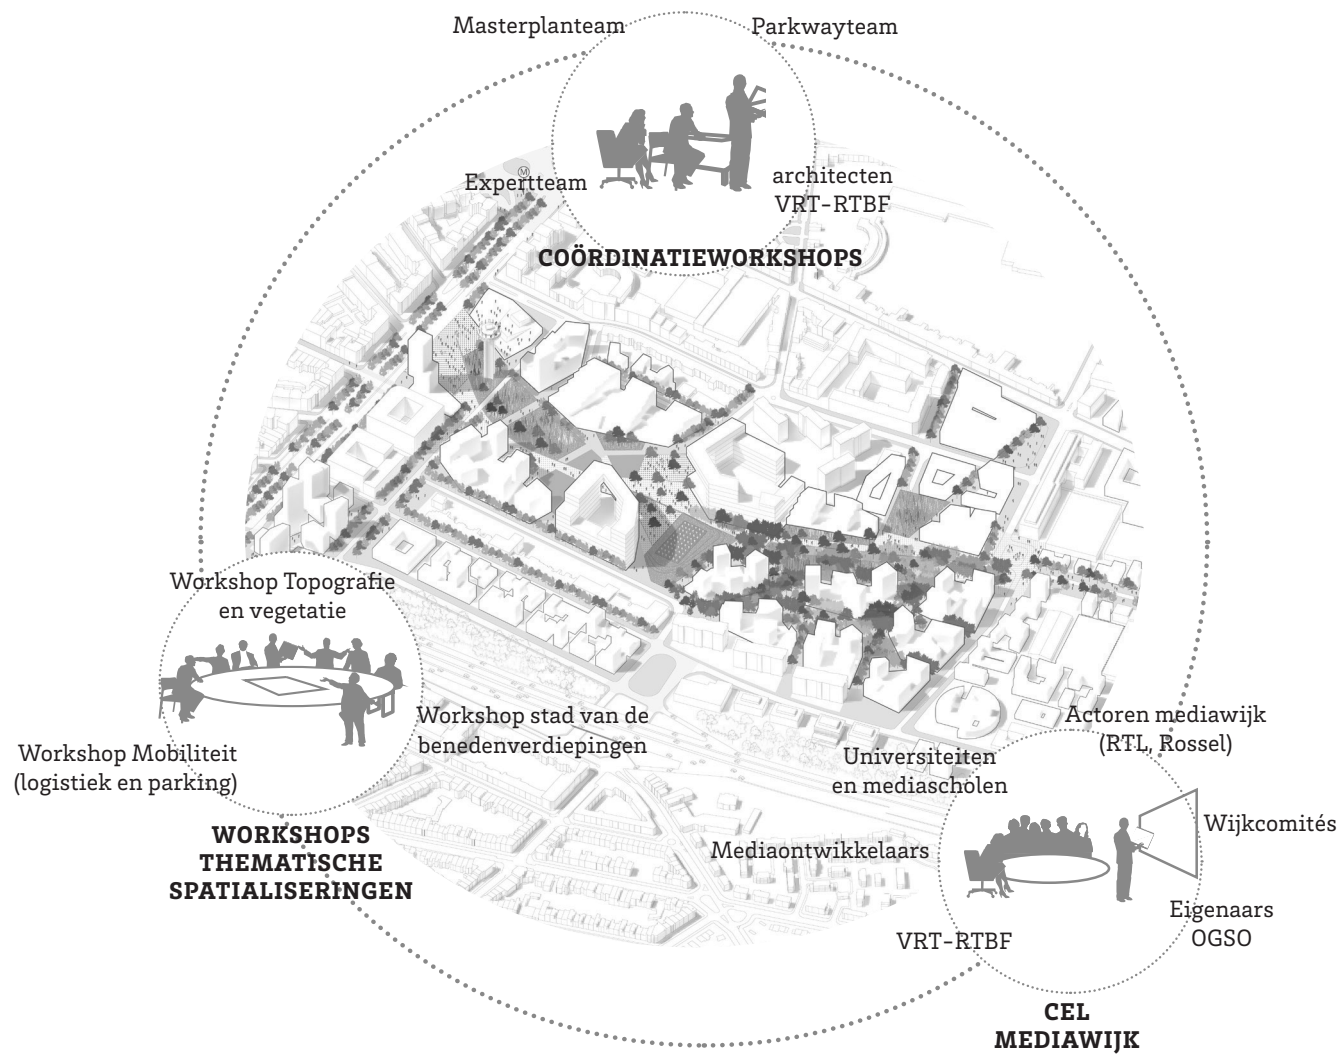 Masterplanteam
Parkwayteam
Expertteam
M
architecten
VRT-RTBF
COÖRDINATIEWORKSHOPS
Workshop Topografie
en vegetatie
Workshop stad van de
benedenverdiepingen
Workshop Mobiliteit
(logistiek en parking)
WORKSHOPS
THEMATISCHE
SPATIALISERINGEN
Actoren mediawijk
(RTL, Rossel)
Universiteiten
en mediascholen
Wijkcomités
Mediaontwikkelaars
Eigenaars
OGSO
VRT-RTBF
CEL
MEDIAWIJK